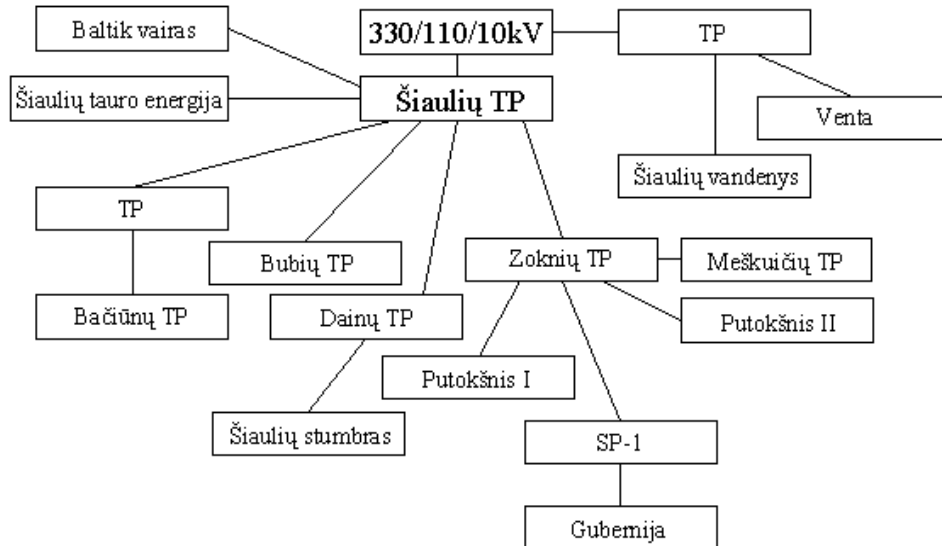 Baltik vairas
330/110/10kV
TP
Šiaulių tauro energija
Šiaulių TP
Venta
Šiaulių vandenys
TP
Bubių TP
Zoknių TP
Meškuičių TP
Bačiūnų TP
Dainų TP
Putokšnis II
Putokšnis I
Šiaulių stumbras
SP-1
Gubernija